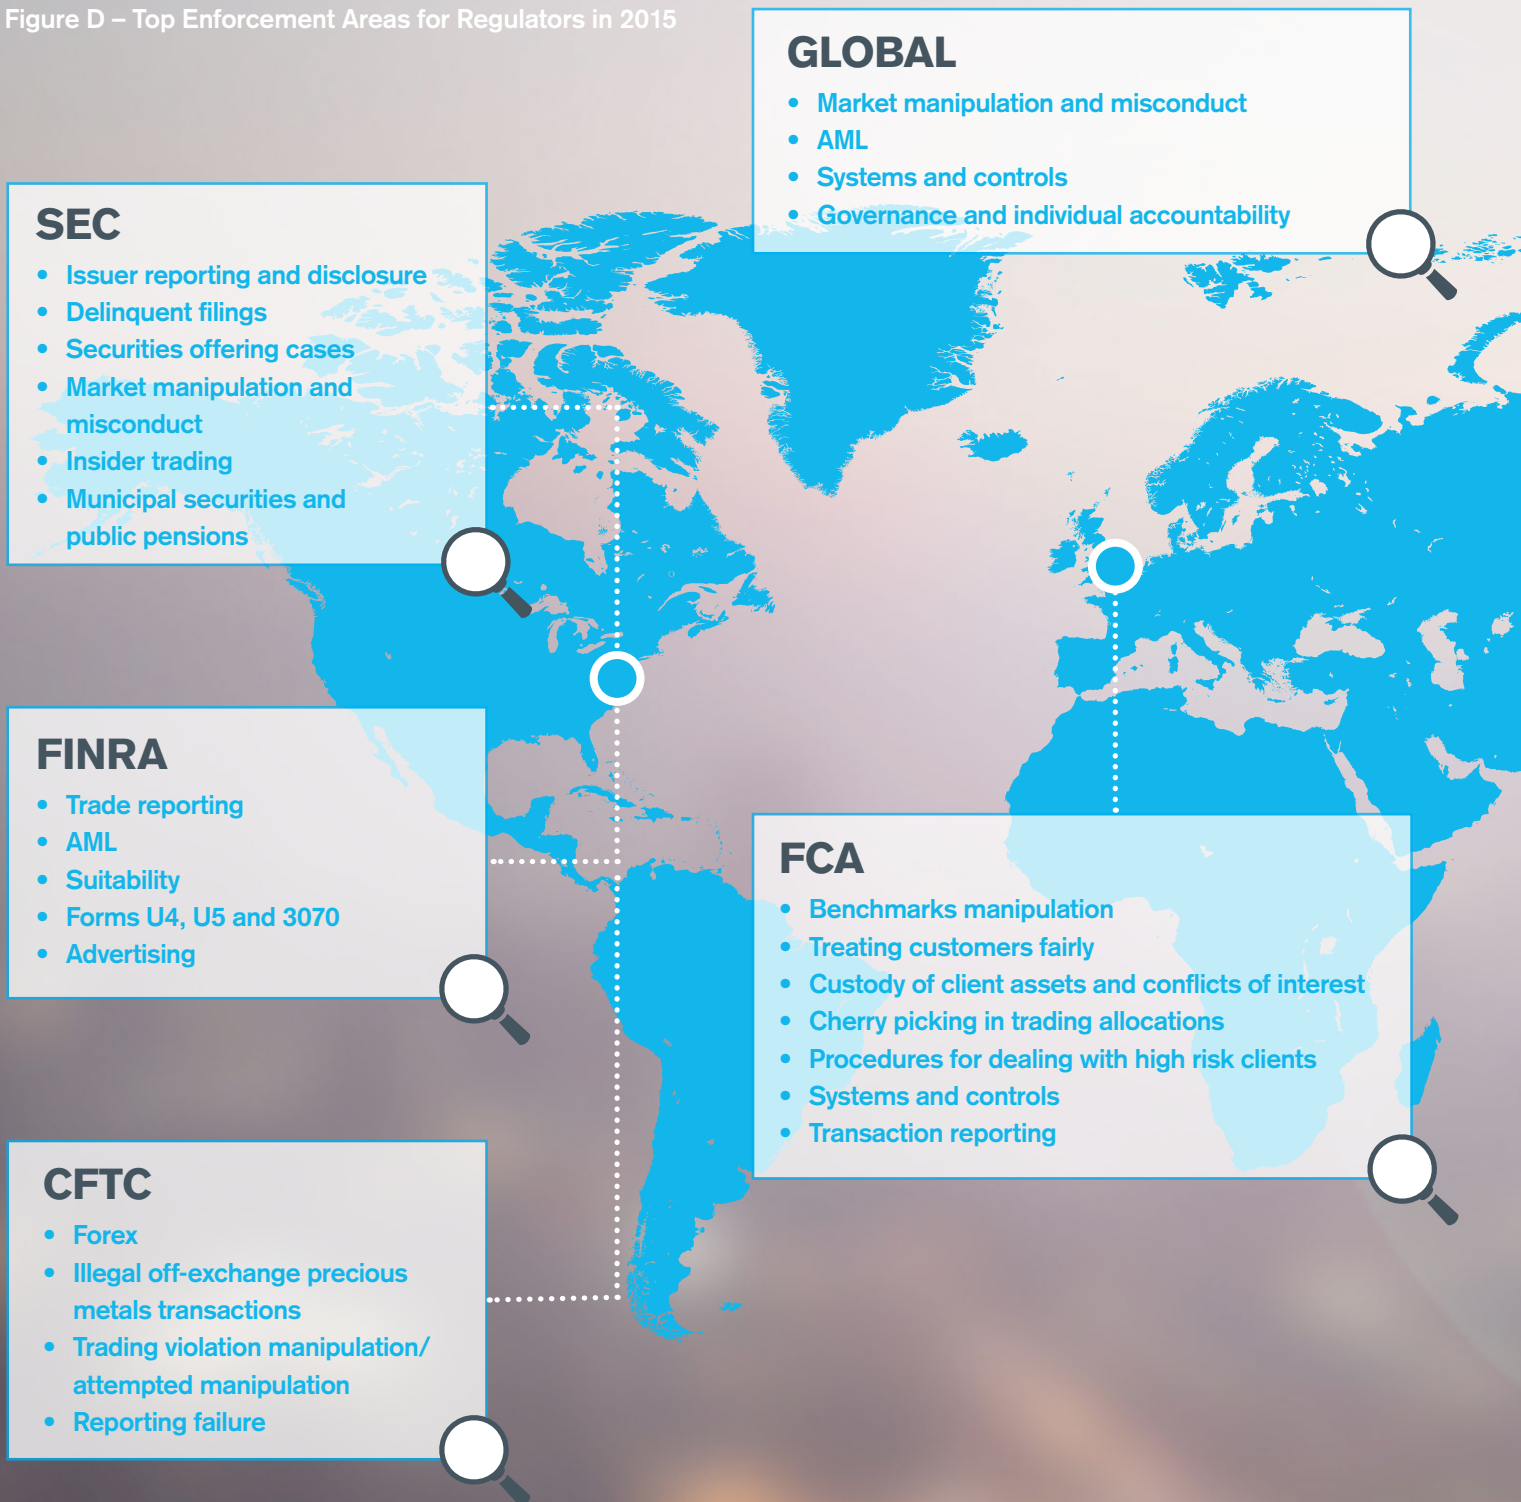 Figure D – Top Enforcement Areas for Regulators in 2015
GLOBAL
• Market manipulation and misconduct
• AML
• Systems and controls
• Governance and individual accountability
SEC
• Issuer reporting and disclosure
• Delinquent filings
• Securities offering cases
• Market manipulation and
misconduct
• Insider trading
• Municipal securities and
public pensions
FINRA
• Trade reporting
• AML
• Suitability
• Forms U4, U5 and 3070
• Advertising
FCA
• Benchmarks manipulation
• Treating customers fairly
• Custody of client assets and conflicts of interest
• Cherry picking in trading allocations
• Procedures for dealing with high risk clients
• Systems and controls
• Transaction reporting
CFTC
• Forex
• Illegal off-exchange precious
metals transactions
• Trading violation manipulation/
attempted manipulation
• Reporting failure